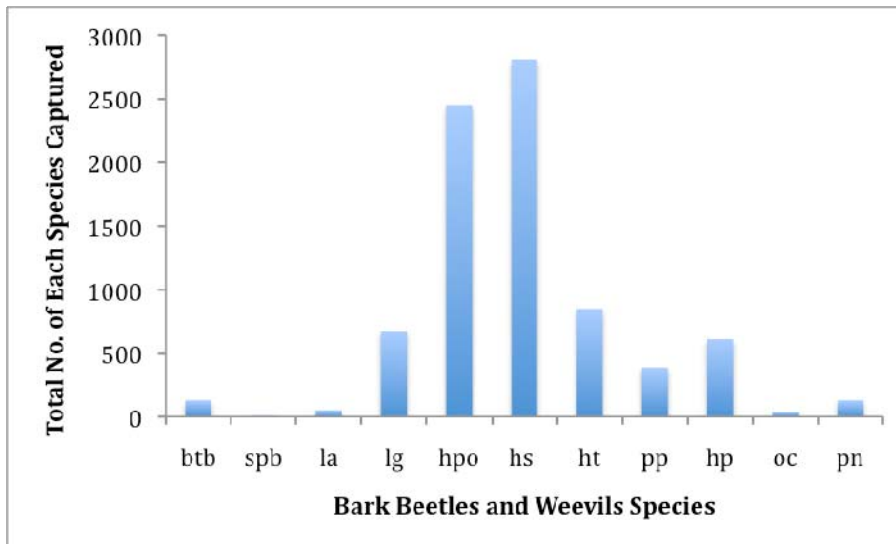 Total No. of Each Species Captured
3000
2500
2000
1500
1000
500
0
btb spb la lg hpo hs ht pp hp oc pn
Bark Beetles and Weevils Species